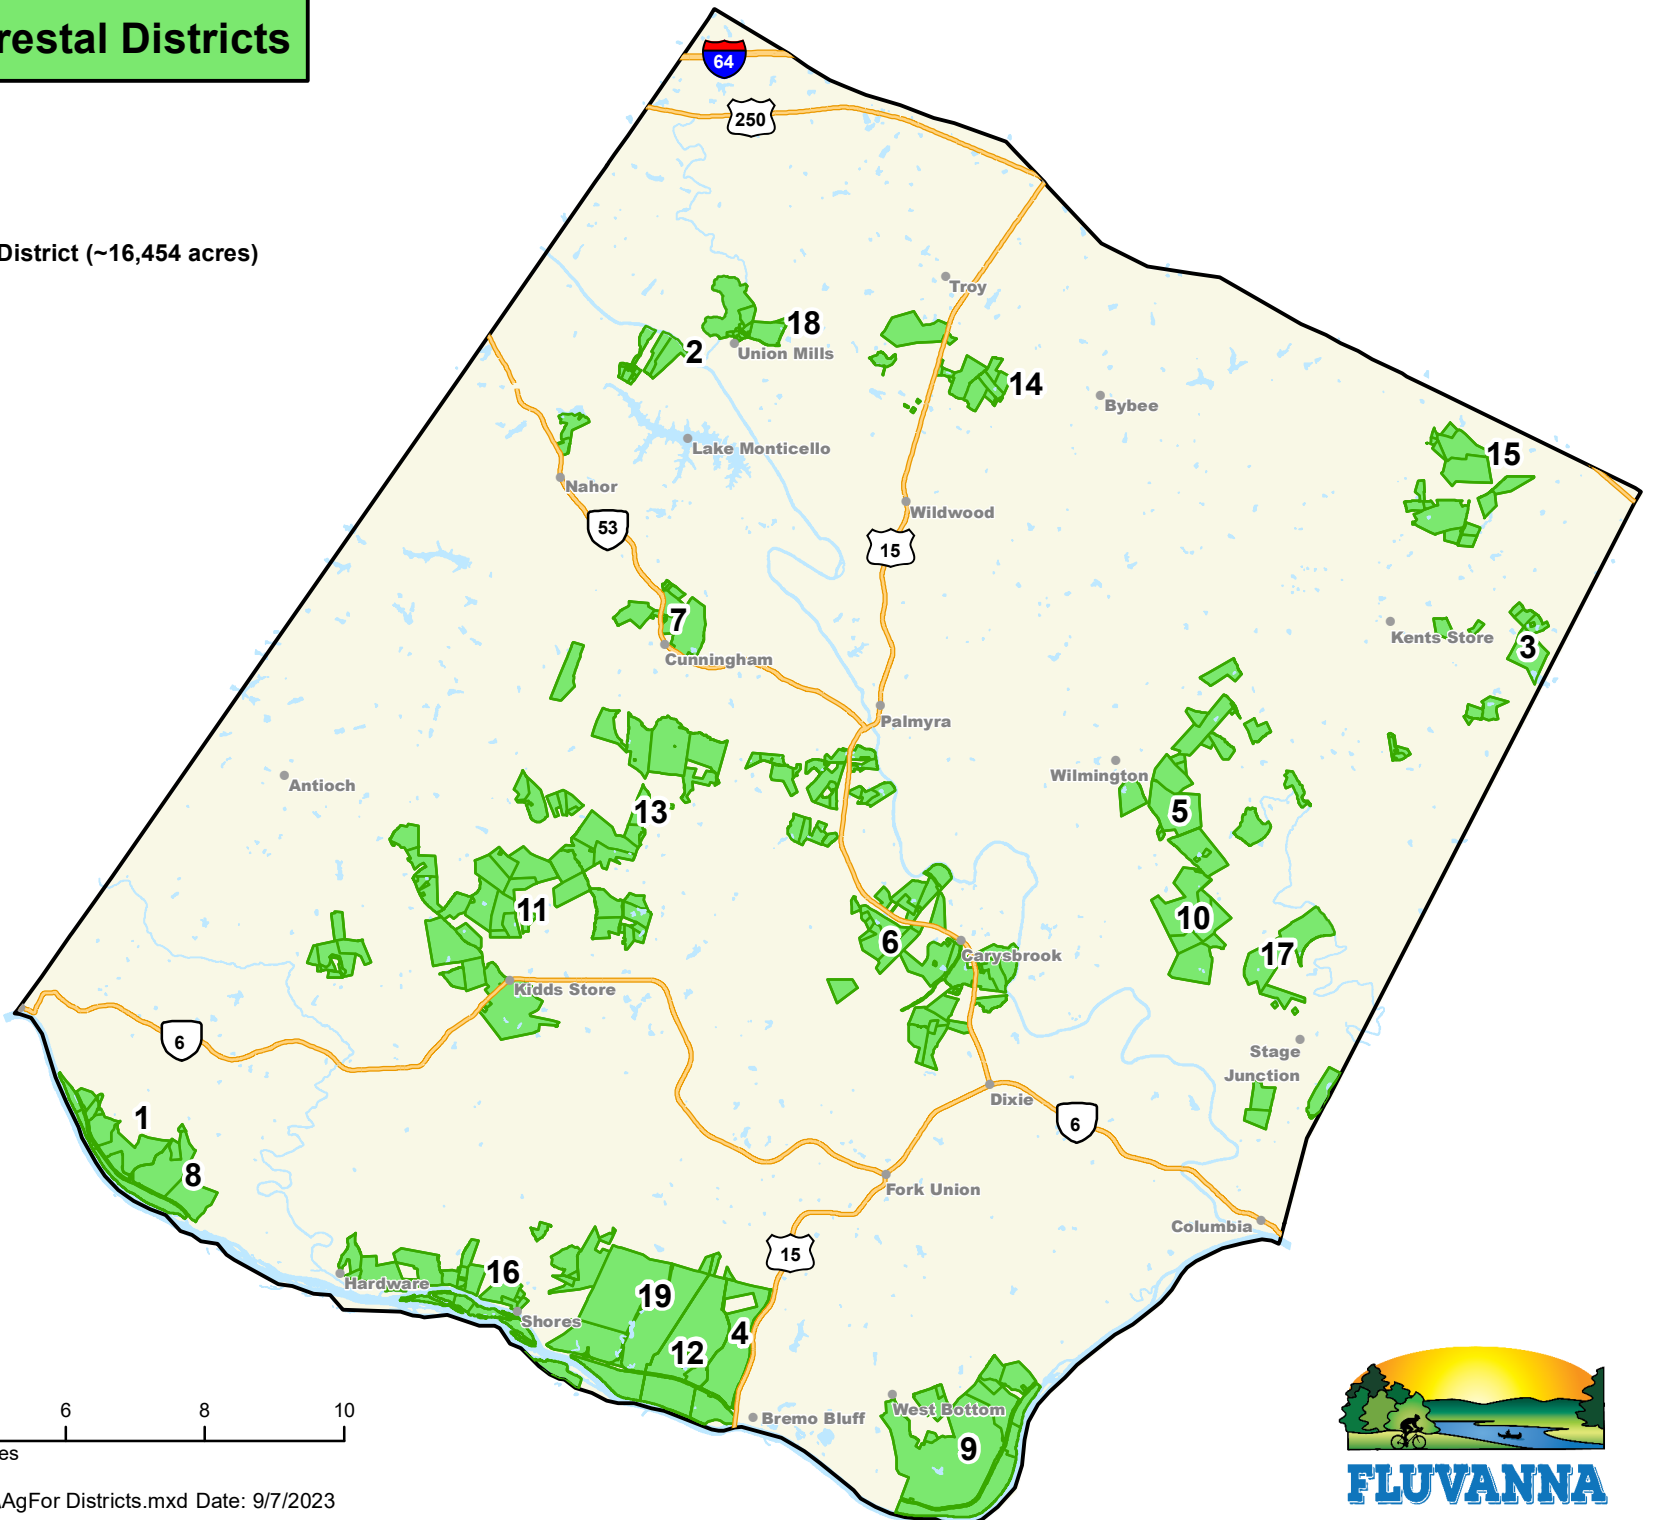 restal Districts
64
250
District (~16,454 acres)
Troy
18
2
Union Mills
14
Bybee
Lake Monticello
15
Nahor
Wildwood
53
15
7
Kents Store
3
Cunningham
Palmyra
Wilmington
Antioch
13
5
11
10
6
17
Carysbrook
Kidds Store
6
Stage
Junction
Dixie
1
6
8
Fork Union
Columbia
15
16
Hardware
19
Shores
4
12
6 8 10
West Bottom
Bremo Bluff
9
es
AgFor Districts.mxd Date: 9/7/2023
FLUVANNA